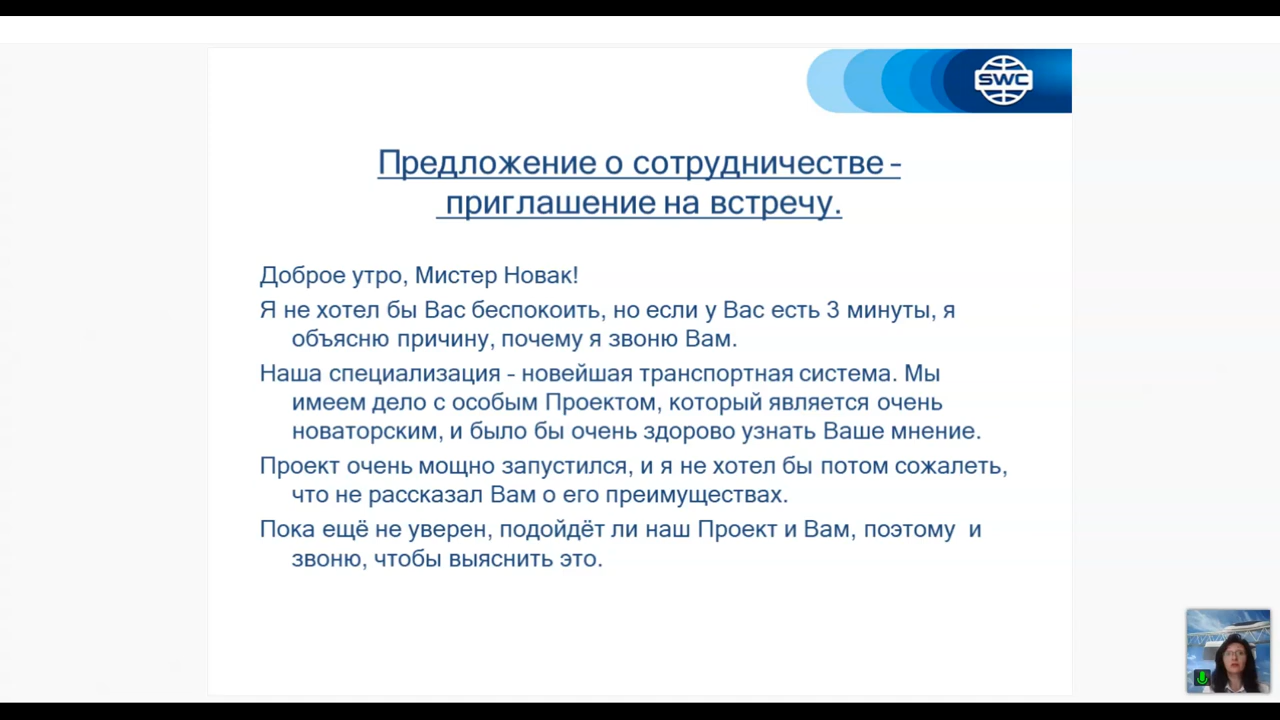 SWC
Предложение о сотрудничестве -
приглашение на встречу.
Доброе утро, Мистер Новак!
Я не хотел бы Вас беспокоить, но если у Вас есть 3 минуты, я
объясню причину, почему я звоню Вам.
Наша специализация - новейшая транспортная система. Мы
имеем дело с особым Проектом, который является очень
новаторским, и было бы очень здорово узнать Ваше мнение.
Проект очень мощно запустился, и я не хотел бы потом сожалеть,
что не рассказал Вам о его преимуществах.
Пока ещё не уверен, подойдёт ли наш Проект и Вам, поэтому и
звоню, чтобы выяснить это.